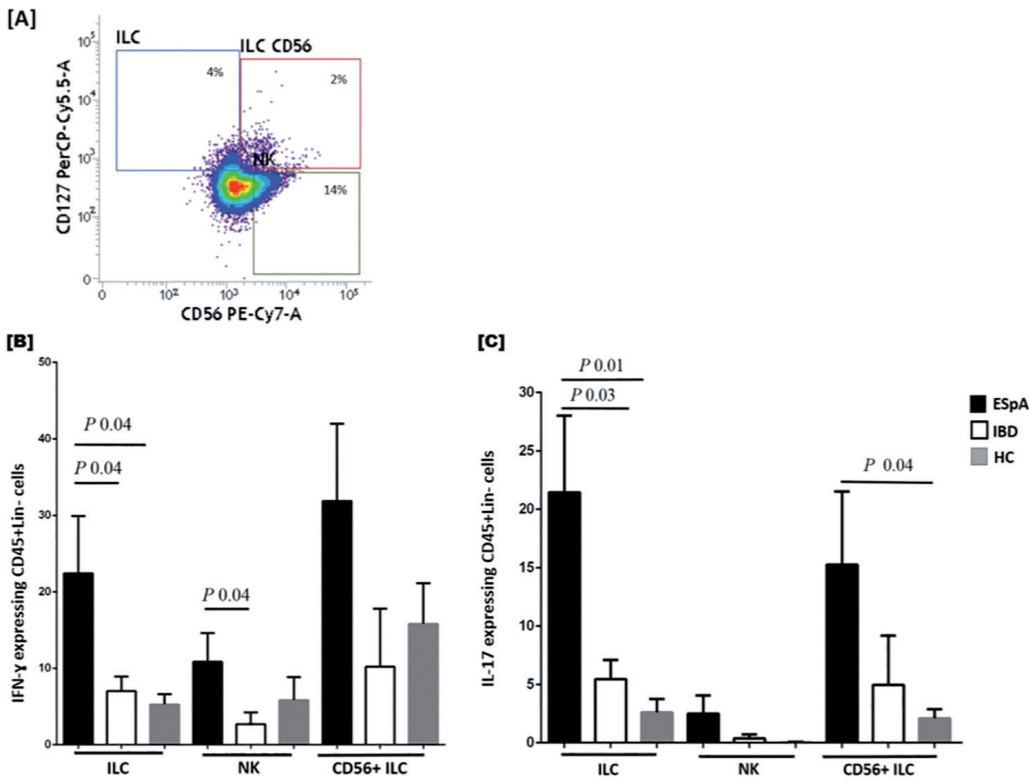 [A]
ILC
ILC CD56
4%
2%
NK
14%
CD127 PerCP-Cy5.5-A
10⁵
10⁴
10³
10²
0
0
10²
10³
10⁴
10⁵
CD56 PE-Cy7-A
[B]
IFN-γ expressing CD45+Lin- cells
50
40
30
20
10
0
P 0.04
P 0.04
P 0.04
ILC
NK
CD56+ ILC
[C]
IL-17 expressing CD45+Lin- cells
30
25
20
15
10
5
0
P 0.01
P 0.03
P 0.04
ILC
NK
CD56+ ILC
ESpA
IBD
HC